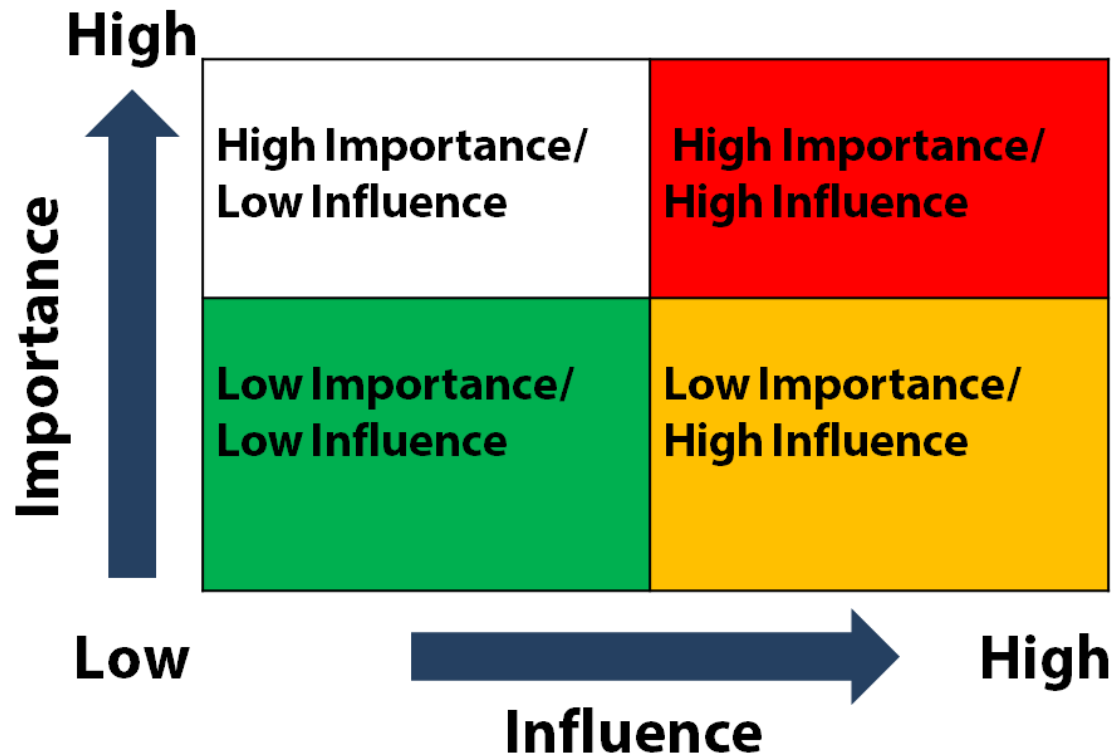 High
High Importance/
Low Influence
High Importance/
High Influence
Importance
Low Importance/
Low Influence
Low Importance/
High Influence
Low
High
Influence